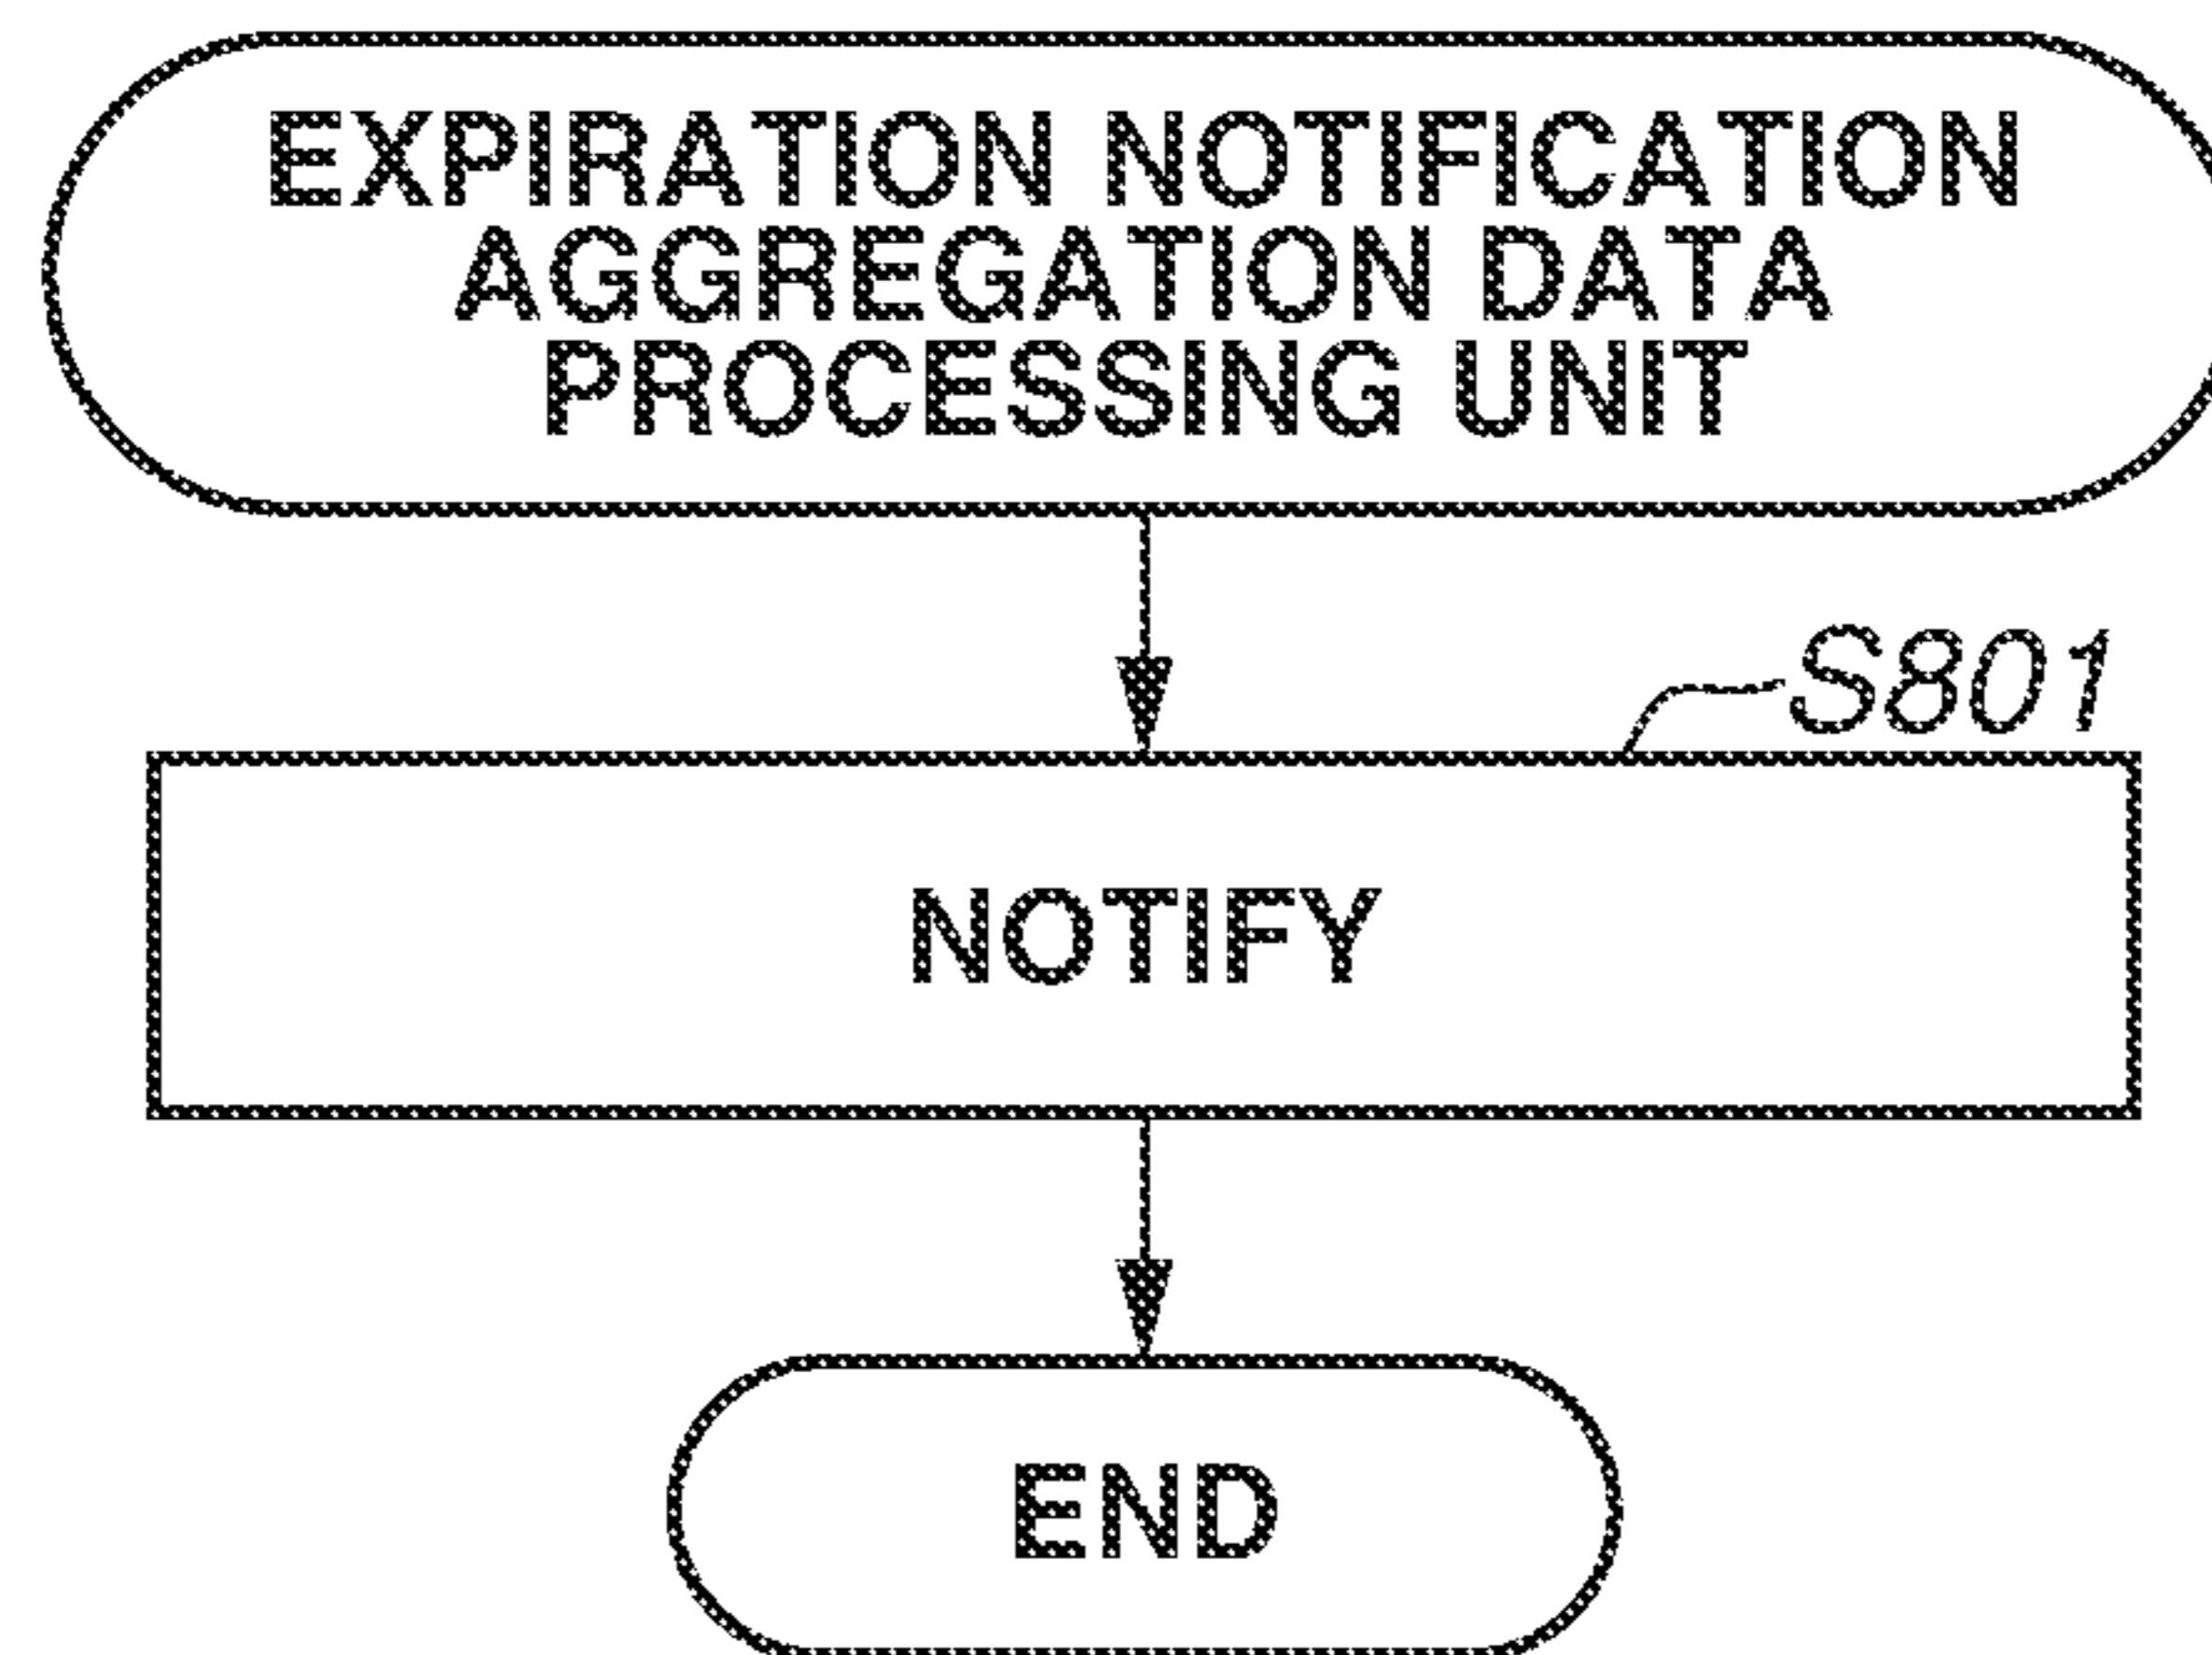 EXPIRATION NOTIFICATION
AGGREGATION DATA
PROCESSING UNIT
S801
NOTIFY
END